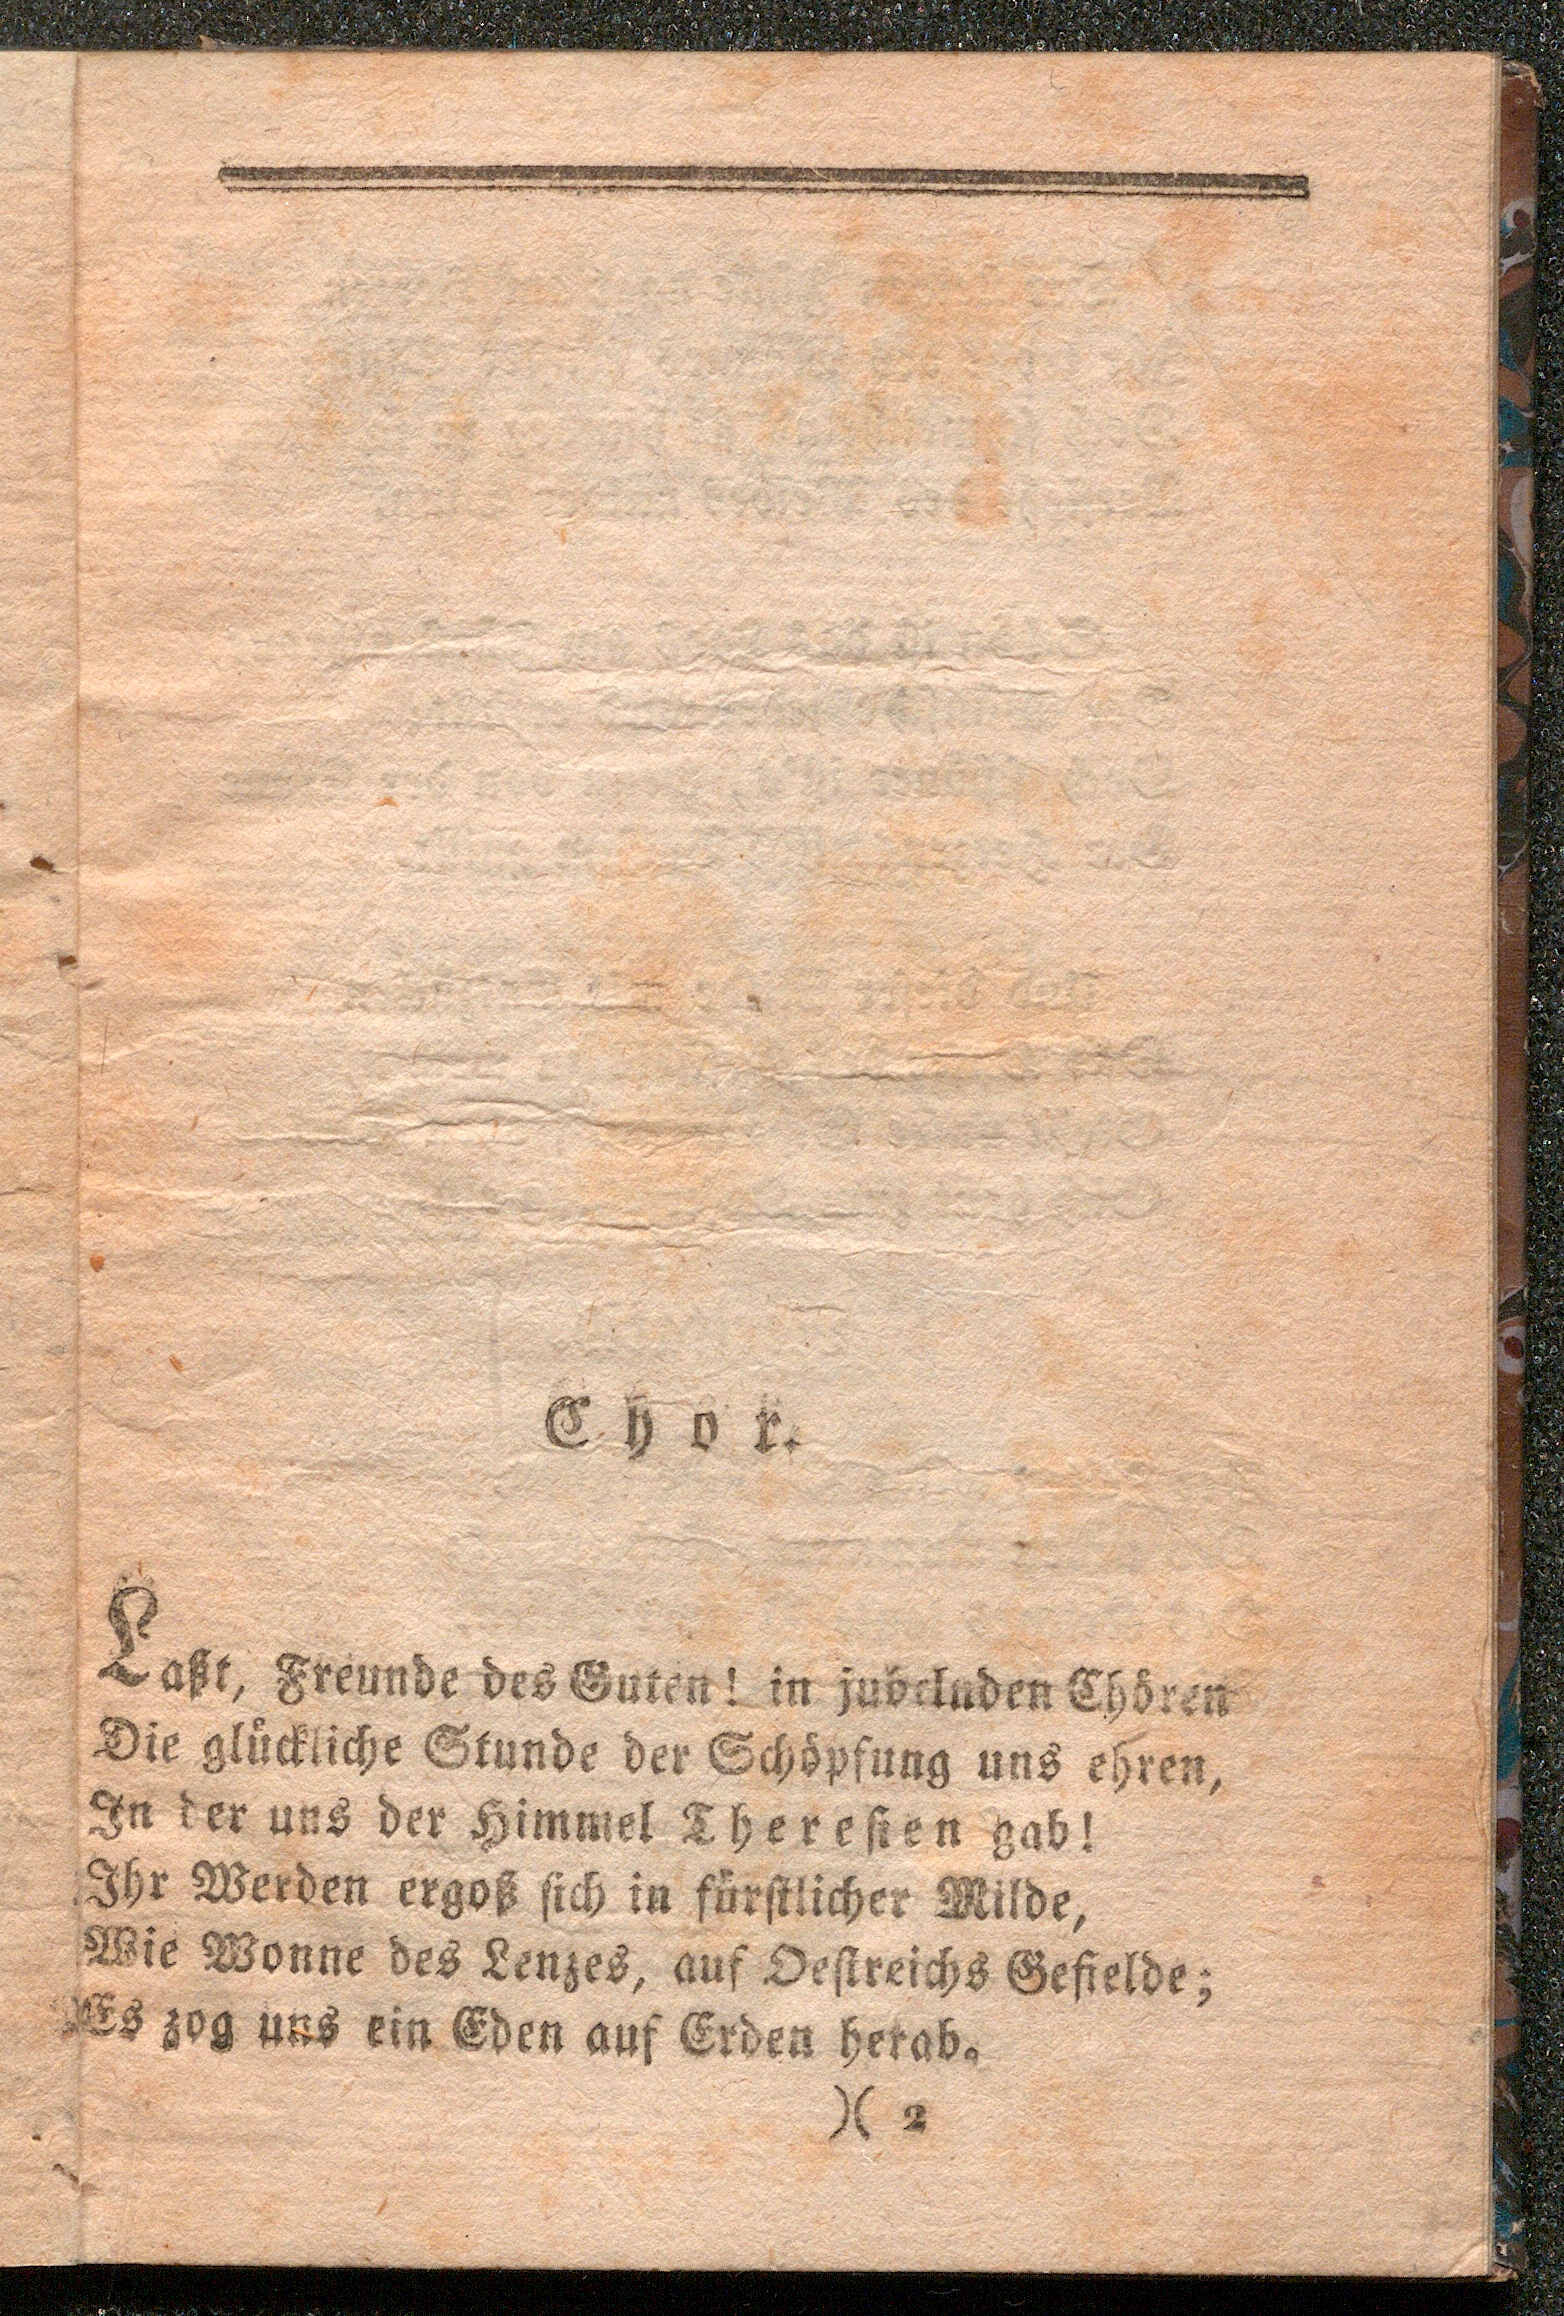 Chor.
Laßt, Freunde des Guten! in jubelnden Chören
Die glückliche Stunde der Schöpfung uns ehren,
In der uns der Himmel Theresien gab!
Ihr Werden ergoß sich in fürstlicher Milde,
Wie Wonne des Lenzes, auf Oestreichs Gefielde;
Es zog uns ein Eden auf Erden herab.
)( 2